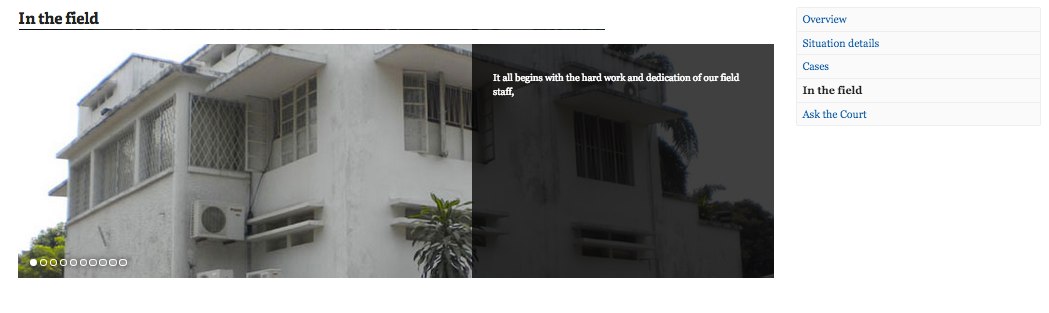 In the field
It all begins with the hard work and dedication of our field
staff,
Overview
Situation details
Cases
In the field
Ask the Court